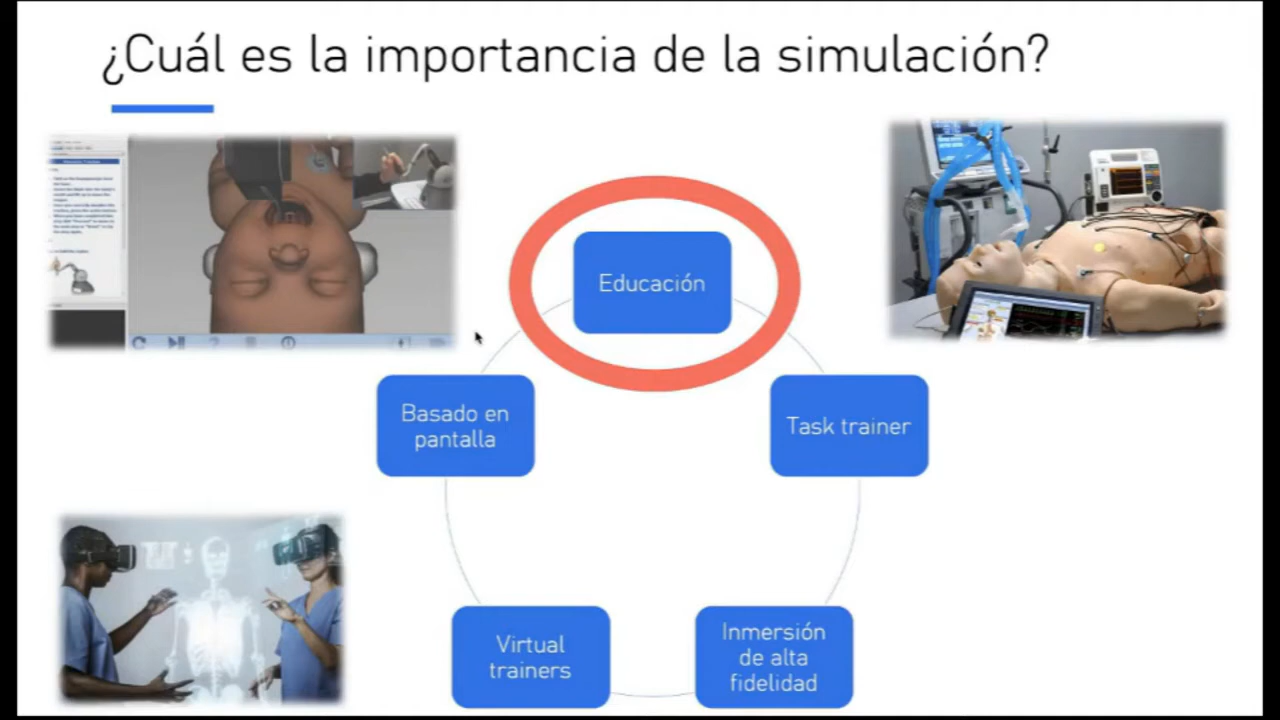 ¿Cuál es la importancia de la simulación?
Educación
Basado en
pantalla
Task trainer
Virtual
trainers
Inmersión
de alta
fidelidad